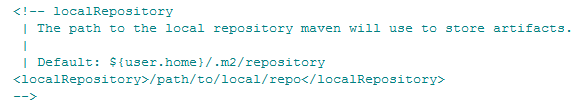 <!-- localRepository
| The path to the local repository maven will use to store artifacts.
|
| Default: ${user.home}/.m2/repository
<localRepository>/path/to/local/repo</localRepository>
-->